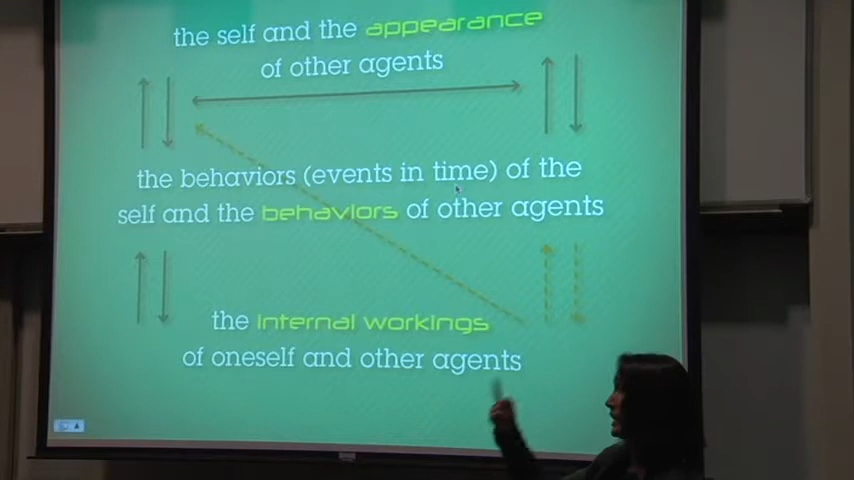 the self and the appearance
of other agents
the behaviors (events in time) of the
self and the behaviors of other agents
the internal workings
of oneself and other agents